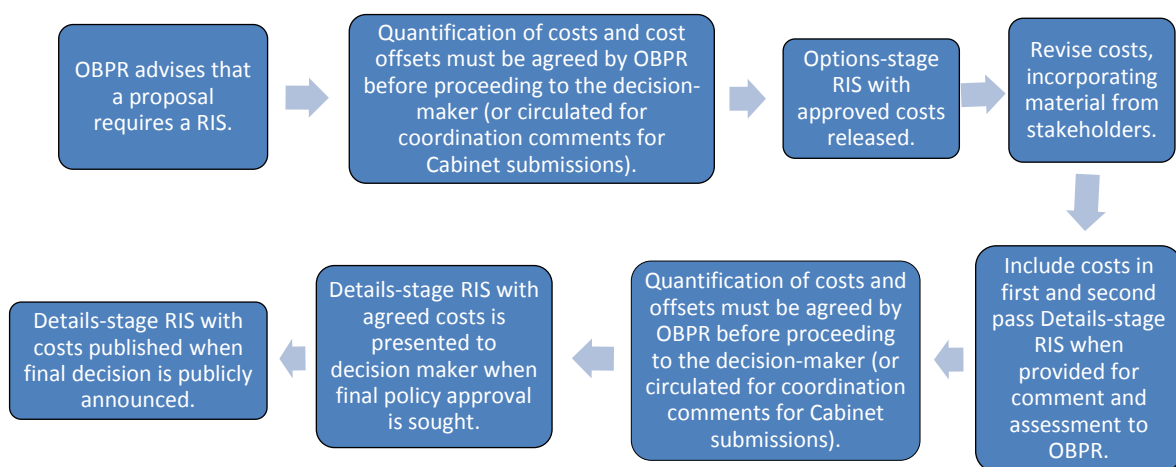 OBPR advises that
a proposal
requires a RIS.
Quantification of costs and cost
offsets must be agreed by OBPR
before proceeding to the decision-
maker (or circulated for
coordination comments for
Cabinet submissions).
Options-stage
RIS with
approved costs
released.
Revise costs,
incorporating
material from
stakeholders.
Include costs in
first and second
pass Details-stage
RIS when
provided for
comment and
assessment to
OBPR.
Quantification of costs and
offsets must be agreed by
OBPR before proceeding
to the decision-maker (or
circulated for coordination
comments for Cabinet
submissions).
Details-stage RIS with
agreed costs is
presented to
decision maker when
final policy approval
is sought.
Details-stage RIS with
costs published when
final decision is publicly
announced.